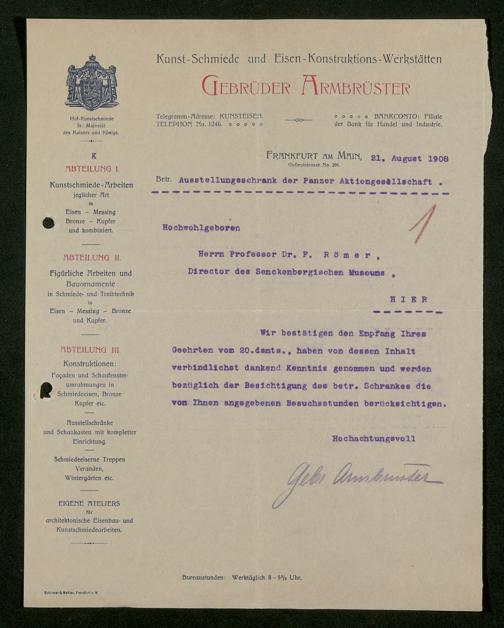 Kunst-Schmiede und Eisen-Konstruktions-Werkstätten
GEBRÜDER ARMBRÜSTER
Telegramm-Adresse: KUNSTEISEN.
TELEPHON No. 1246.
BANKCONTO: Filiale
der Bank für Handel und Industrie.
Hof-Kunstschmiede
Sr. Majestät
des Kaisers und Königs.
FRANKFURT AM MAIN, 21. August 1908
K
ABTEILUNG I.
Kunstschmiede-Arbeiten
jeglicher Art
in
Eisen – Messing
Bronze – Kupfer
und kombiniert.
ABTEILUNG II.
Figürliche Arbeiten und
Bauornamente
in Schmiede- und Treibtechnik
in
Eisen – Messing – Bronze
und Kupfer.
ABTEILUNG III.
Konstruktionen:
Façaden und Schaufenster-
umrahmungen in
Schmiedeeisen, Bronze
Kupfer etc.
Ausstellschränke
und Schaukasten mit kompletter
Einrichtung.
Schmiedeeiserne Treppen
Veranden,
Wintergärten etc.
EIGENE ATELIERS
für
architektonische Eisenbau- und
Kunstschmiedearbeiten.
Betr. Ausstellungsschrank der Panzer Aktiengesellschaft.
1
Hochwohlgeboren
Herrn Professor Dr. F. Römer,
Director des Senckenbergischen Museums,
HIER
Wir bestätigen den Empfang Ihres
Geehrten vom 20.dsmts., haben von dessen Inhalt
verbindlichst dankend Kenntnis genommen und werden
bezüglich der Besichtigung des betr. Schrankes die
von Ihnen angegebenen Besuchsstunden berücksichtigen.
Hochachtungsvoll
Gebr Armbrüster
Bureaustunden: Werktäglich 8 – 5½ Uhr.